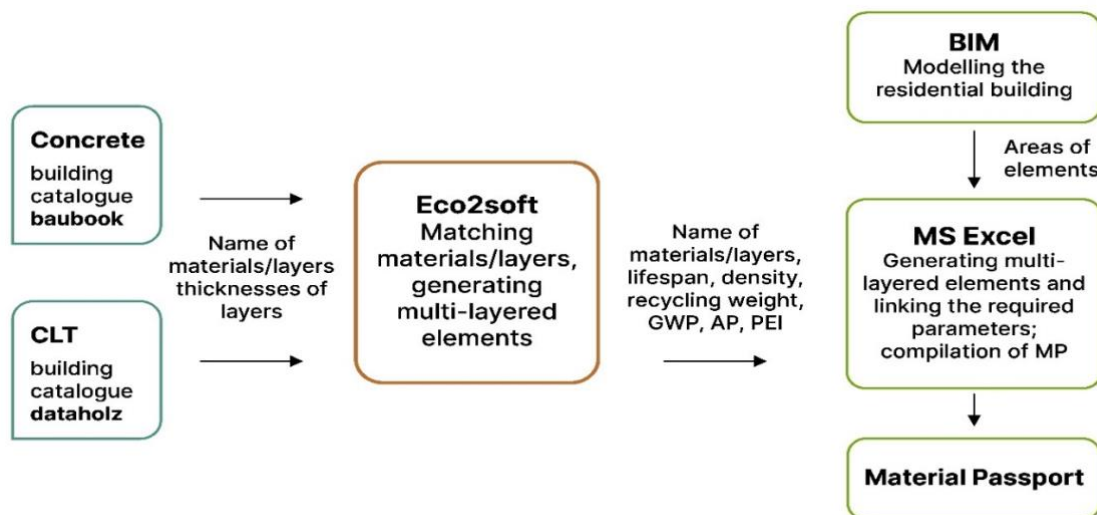 Concrete
building
catalogue
baubook
CLT
building
catalogue
dataholz
Name of
materials/layers
thicknesses of
layers
Eco2soft
Matching
materials/layers,
generating
multi-layered
elements
Name of
materials/layers,
lifespan, density,
recycling weight,
GWP, AP, PEI
BIM
Modelling the
residential building
Areas of
elements
MS Excel
Generating multi-
layered elements and
linking the required
parameters;
compilation of MP
Material Passport